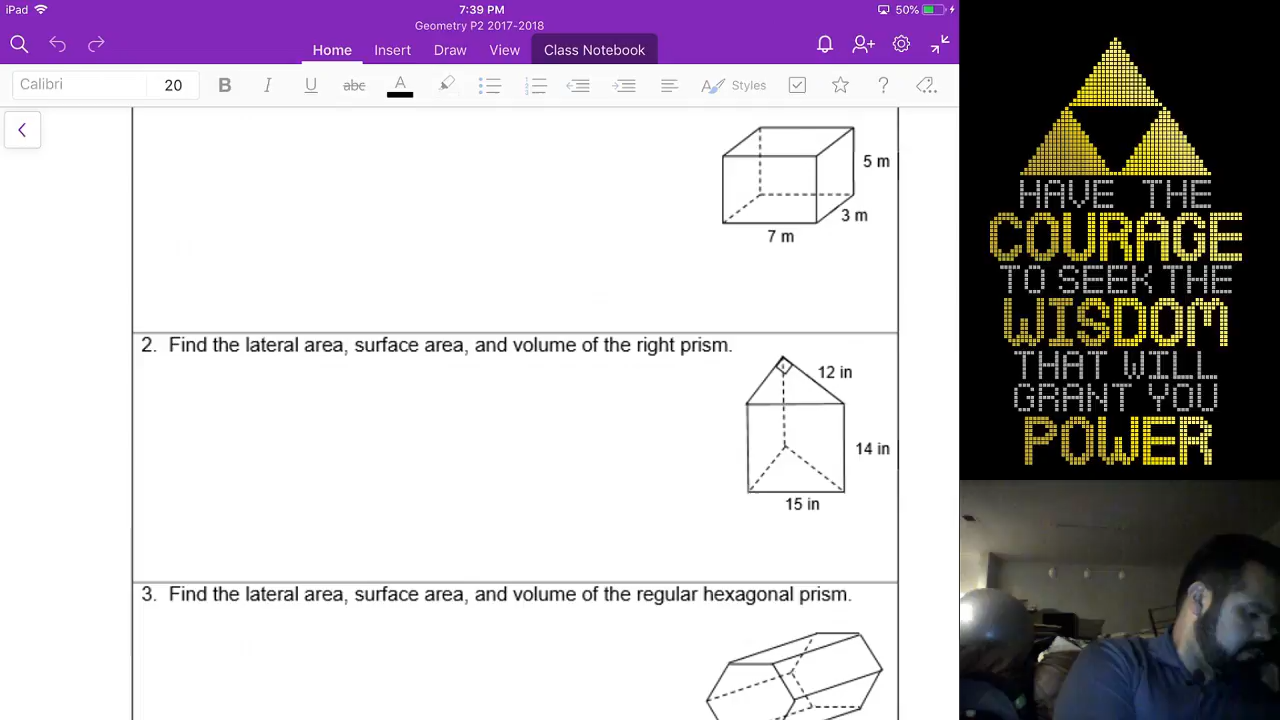 iPad
7:39 PM
50%
Geometry P2 2017-2018
Home Insert Draw View Class Notebook
Calibri 20 B I U abc A Styles ?
5 m
3 m
7 m
2. Find the lateral area, surface area, and volume of the right prism.
12 in
14 in
15 in
3. Find the lateral area, surface area, and volume of the regular hexagonal prism.
HAVE THE
COURAGE
TO SEEK THE
WISDOM
THAT WILL
GRANT YOU
POWER